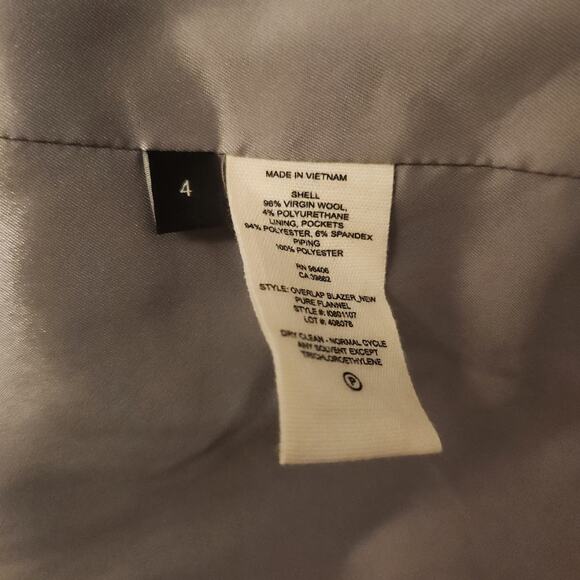 4
MADE IN VIETNAM
SHELL
96% VIRGIN WOOL,
4% POLYURETHANE
LINING, POCKETS
94% POLYESTER, 6% SPANDEX
PIPING
100% POLYESTER
RN 96406
CA 39662
STYLE: OVERLAP BLAZER_NEW
PURE FLANNEL
STYLE #: I0801107
LOT #: 408078
DRY CLEAN - NORMAL CYCLE
ANY SOLVENT EXCEPT
TRICHLOROETHYLENE
P